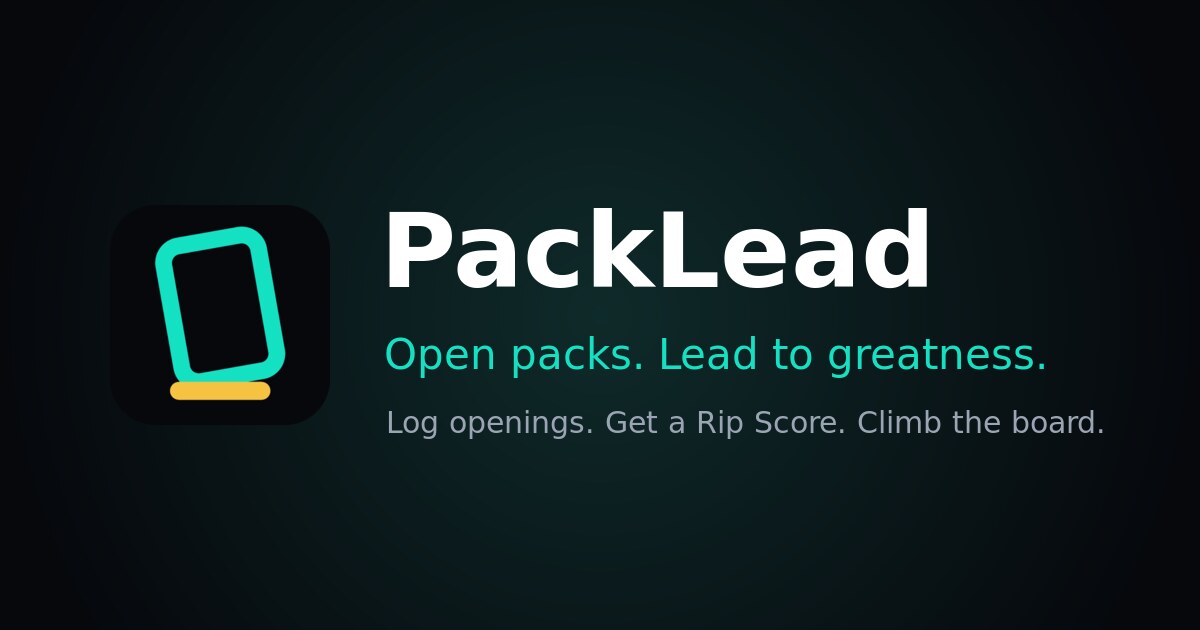 PackLead
Open packs. Lead to greatness.
Log openings. Get a Rip Score. Climb the board.